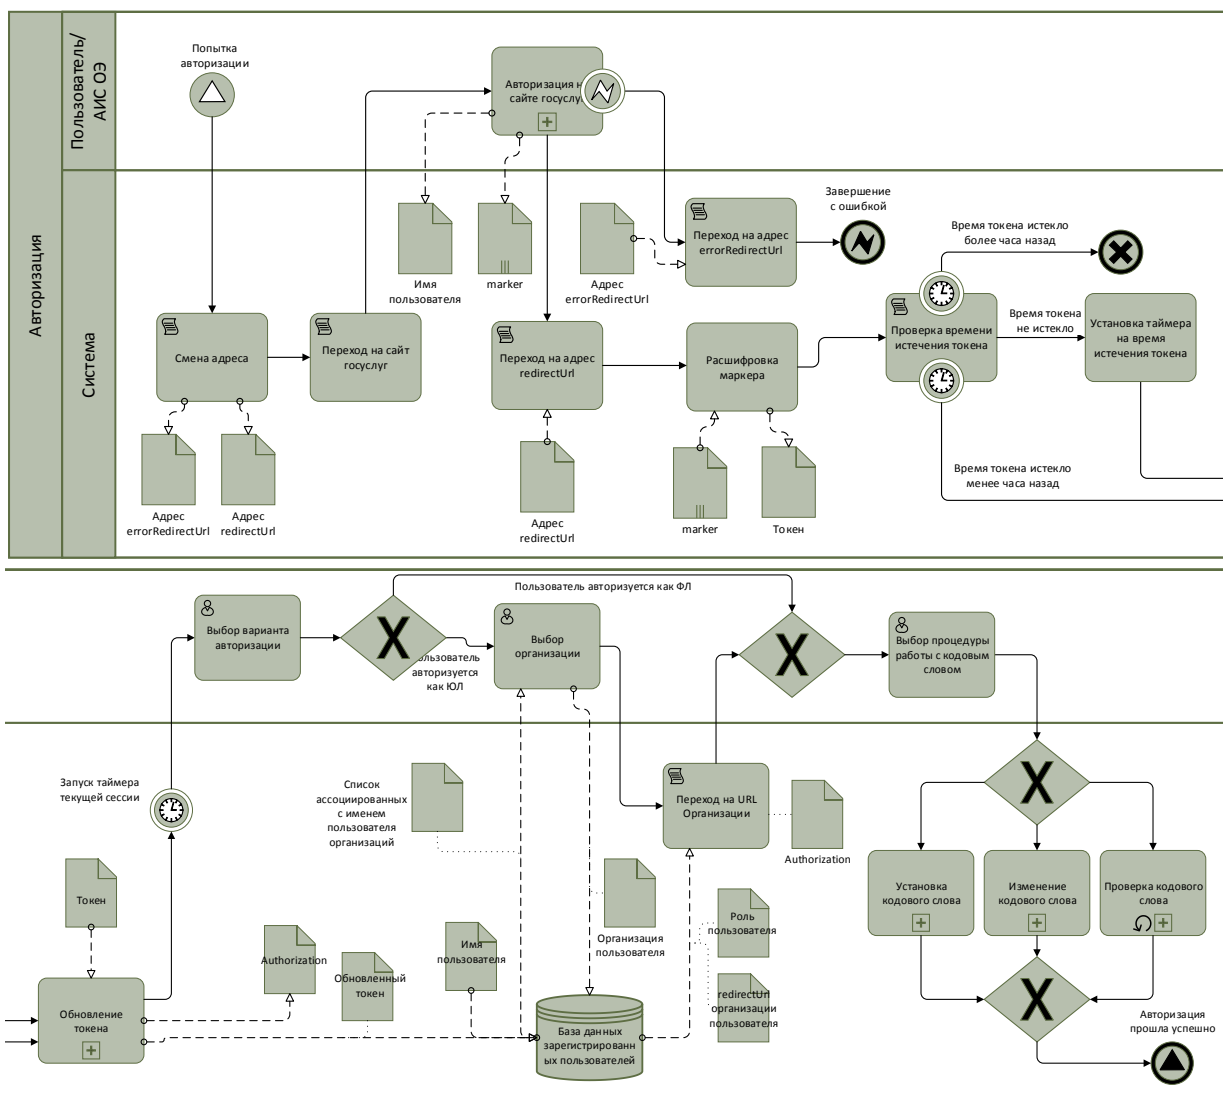 Авторизация
Пользователь/
АИС ОЭ
Система
Попытка
авторизации
Авторизация н
сайте госуслу
Имя
пользователя
marker
Адрес
errorRedirectUrl
Переход на адрес
errorRedirectUrl
Завершение
с ошибкой
Время токена истекло
более часа назад
Смена адреса
Переход на сайт
госуслуг
Переход на адрес
redirectUrl
Расшифровка
маркера
Проверка времени
истечения токена
Время токена
не истекло
Установка таймера
на время
истечения токена
Время токена истекло
менее часа назад
Адрес
errorRedirectUrl
Адрес
redirectUrl
Адрес
redirectUrl
marker
Токен
Пользователь авторизуется как ФЛ
Выбор варианта
авторизации
X
ользователь
авторизуется
как ЮЛ
Выбор
организации
X
Выбор процедуры
работы с кодовым
словом
Запуск таймера
текущей сессии
Список
ассоциированных
с именем
пользователя
организаций
Переход на URL
Организации
Authorization
X
Установка
кодового слова
Изменение
кодового слова
Проверка кодового
слова
Токен
Authorization
Обновленный
токен
Имя
пользователя
Организация
пользователя
Роль
пользователя
redirectUrl
организации
пользователя
X
Обновление
токена
База данных
зарегистрированн
ых пользователей
Авторизация
прошла успешно